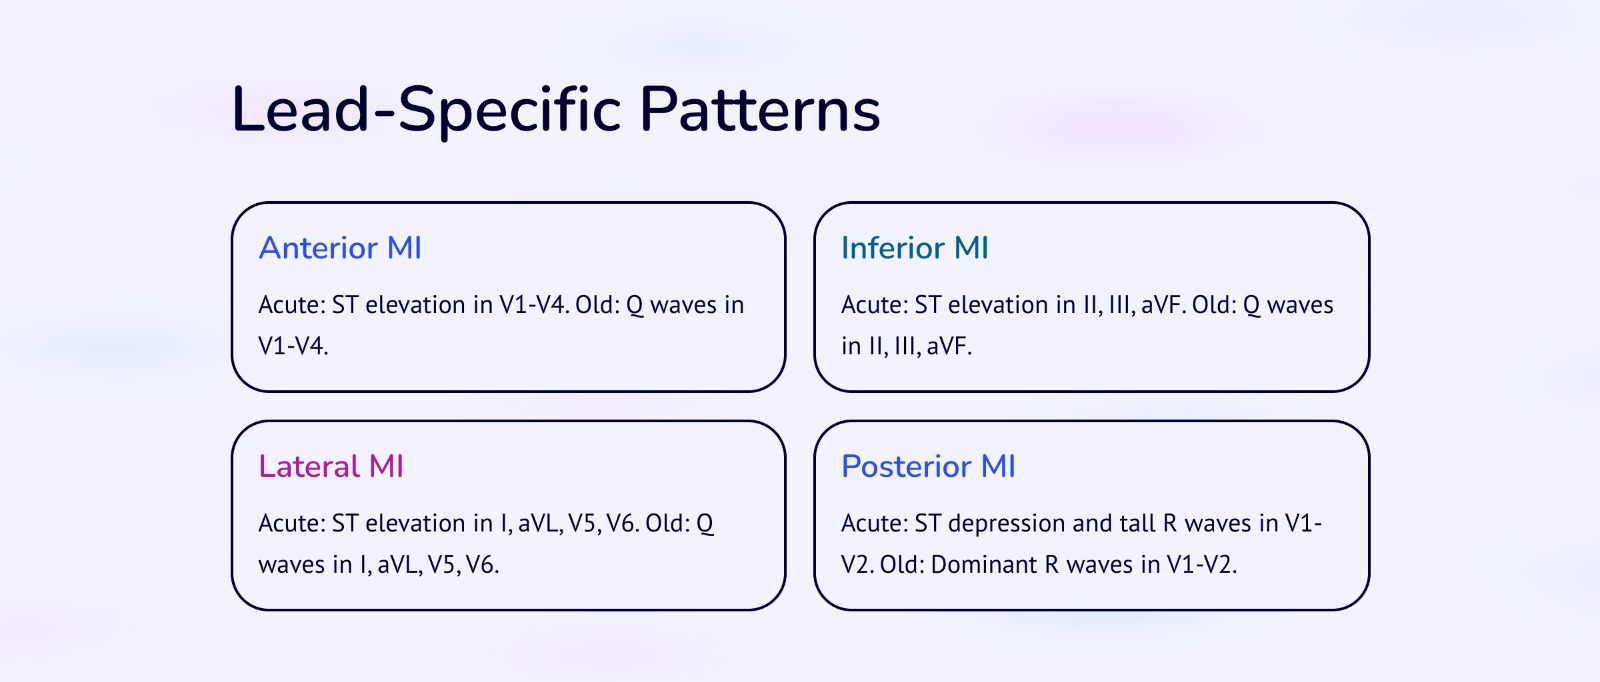 Lead-Specific Patterns
Anterior MI
Acute: ST elevation in V1-V4. Old: Q waves in
V1-V4.
Inferior MI
Acute: ST elevation in II, III, aVF. Old: Q waves
in II, III, aVF.
Lateral MI
Acute: ST elevation in I, aVL, V5, V6. Old: Q
waves in I, aVL, V5, V6.
Posterior MI
Acute: ST depression and tall R waves in V1-
V2. Old: Dominant R waves in V1-V2.